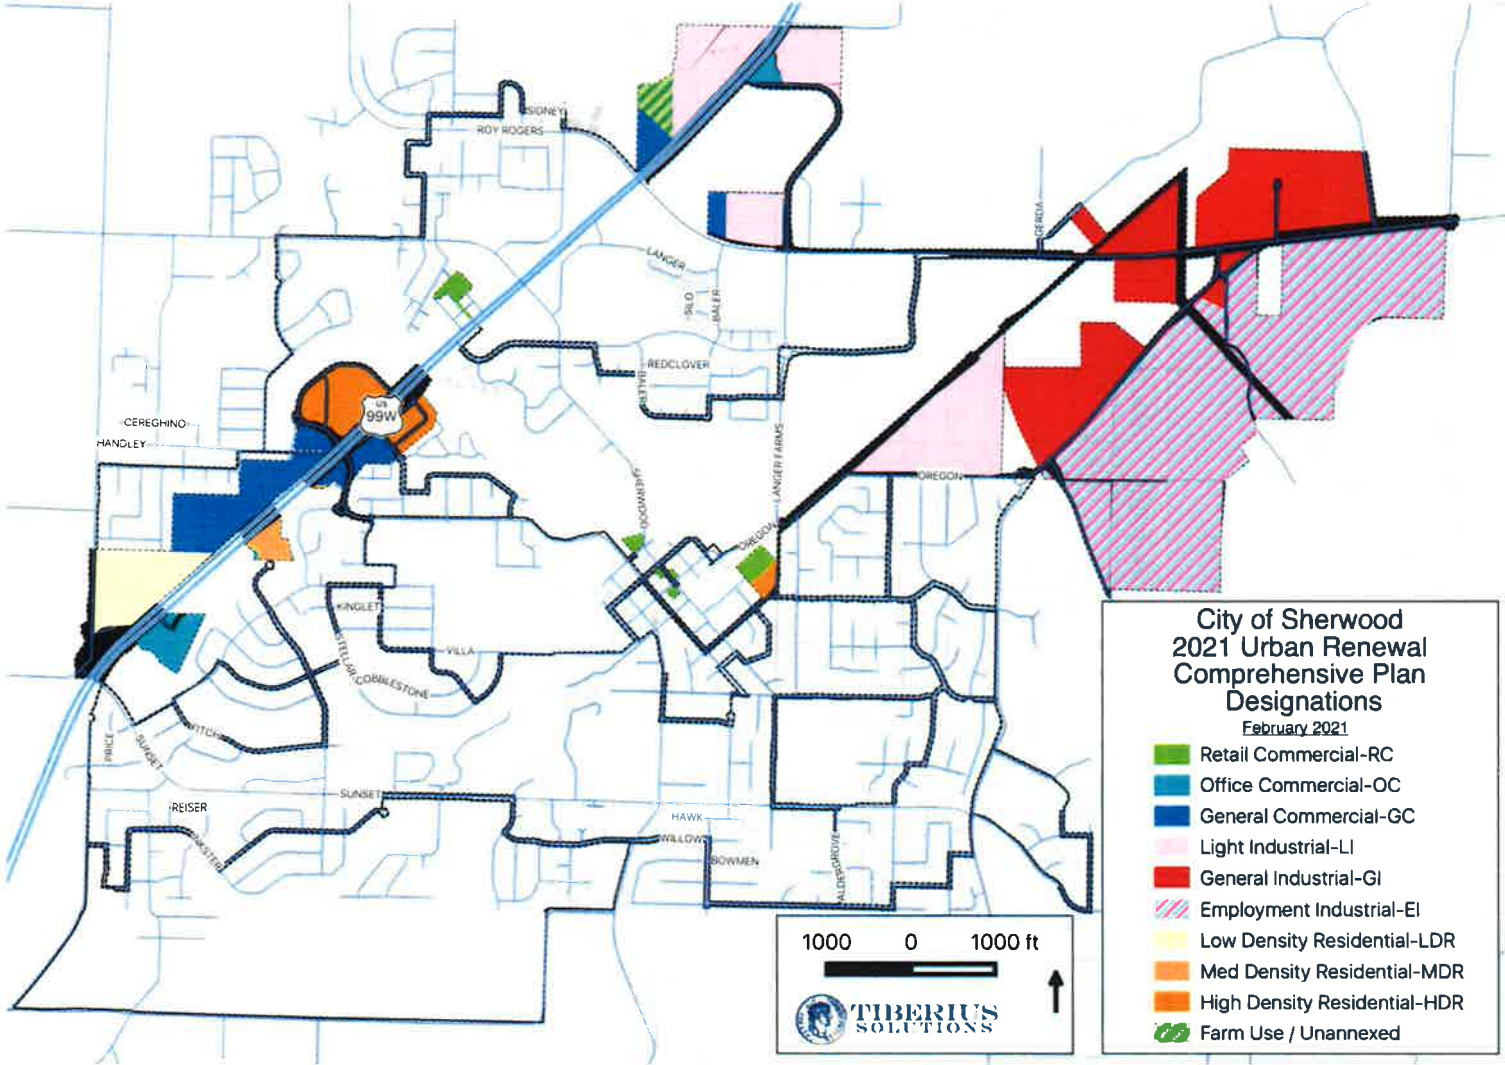 SIDNEY
ROY ROGERS
GERDA
LANGER
SILO
BALER
REDCLOVER
BALER
US
99W
CEREGHINO
HANDLEY
LANGER FARMS
SHERWOOD
OREGON
OREGON
KINGLET
STELLAR
VILLA
COBBLESTONE
FITCH
PRICE
SUNSET
SUNSET
REISER
HAWK
WILLOW
BOWMEN
ALDERGROVE
City of Sherwood
2021 Urban Renewal
Comprehensive Plan
Designations
February 2021
Retail Commercial-RC
Office Commercial-OC
General Commercial-GC
Light Industrial-LI
General Industrial-GI
Employment Industrial-EI
Low Density Residential-LDR
Med Density Residential-MDR
High Density Residential-HDR
Farm Use / Unannexed
1000 0 1000 ft
TIBERIUS
SOLUTIONS